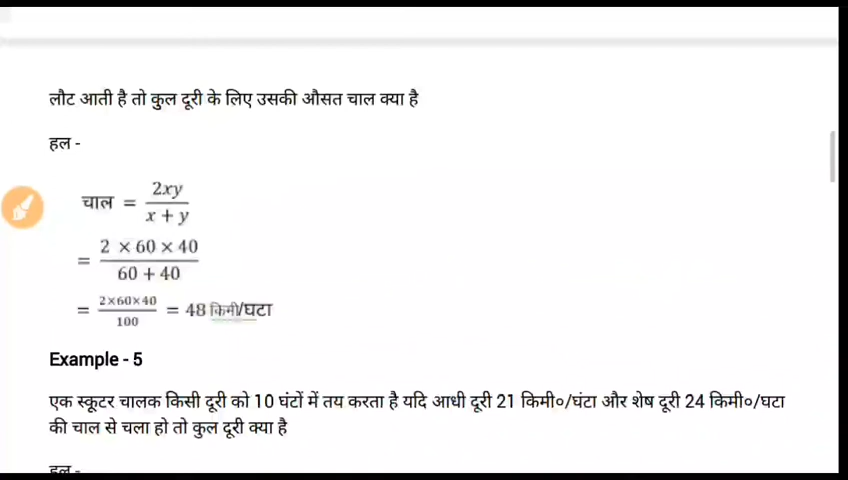 लौट आती है तो कुल दूरी के लिए उसकी औसत चाल क्या है
हल -
चाल = 2xy / x + y
= 2 × 60 × 40 / 60 + 40
= 2×60×40 / 100 = 48 किमी/घटा
Example - 5
एक स्कूटर चालक किसी दूरी को 10 घंटों में तय करता है यदि आधी दूरी 21 किमी०/घंटा और शेष दूरी 24 किमी०/घटा
की चाल से चला हो तो कुल दूरी क्या है
हल -